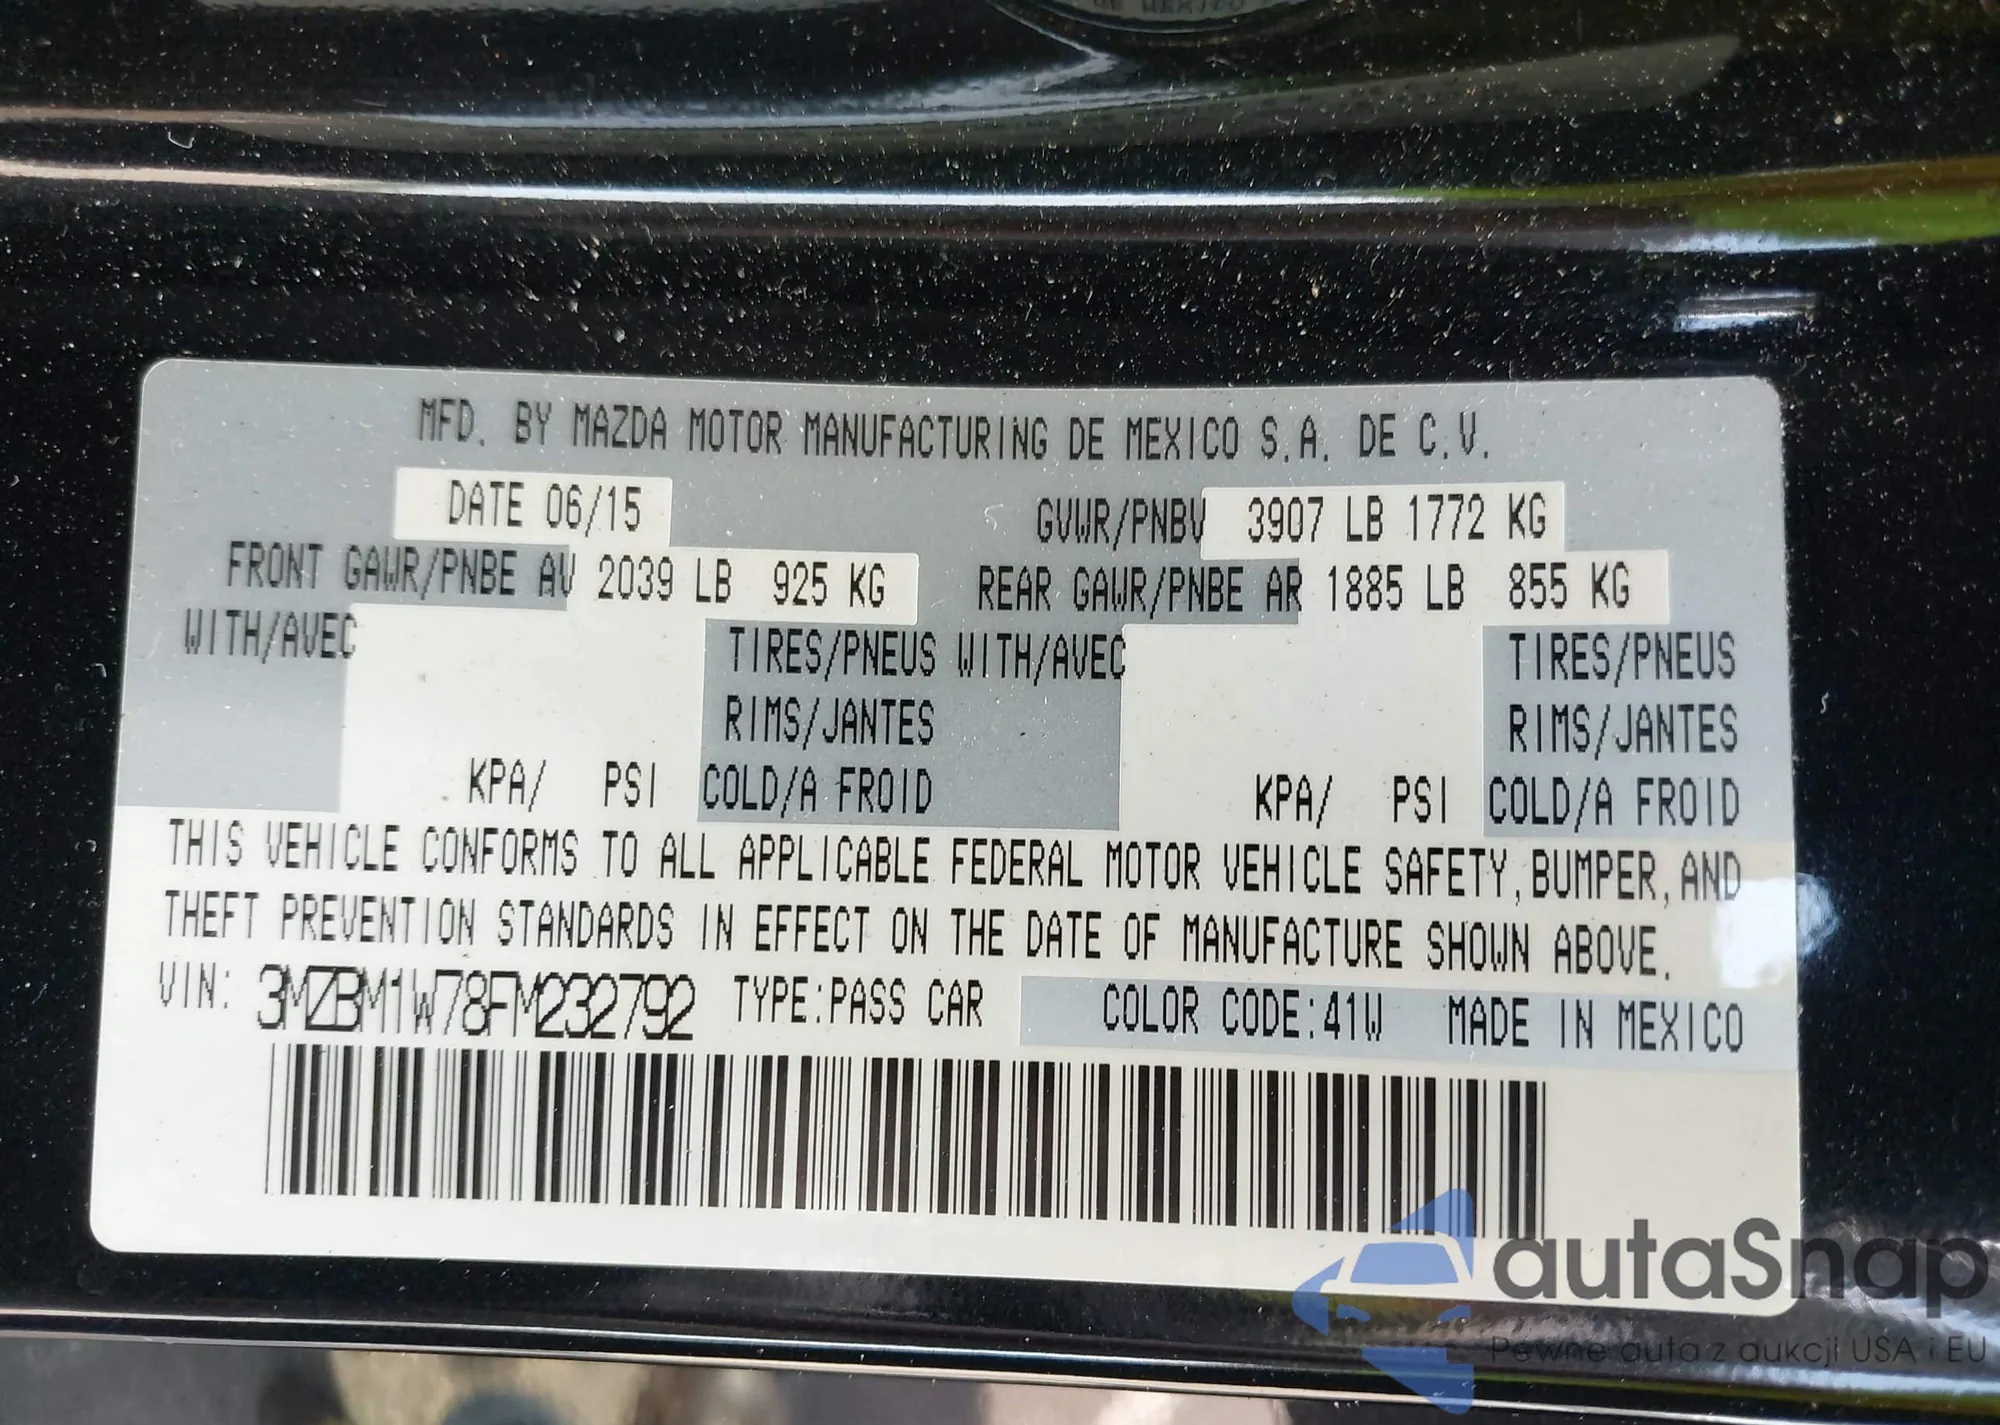 DE MEXICO
MFD. BY MAZDA MOTOR MANUFACTURING DE MEXICO S.A. DE C.V.
DATE 06/15 GVWR/PNBV 3907 LB 1772 KG
FRONT GAWR/PNBE AV 2039 LB 925 KG REAR GAWR/PNBE AR 1885 LB 855 KG
WITH/AVEC TIRES/PNEUS WITH/AVEC TIRES/PNEUS
RIMS/JANTES RIMS/JANTES
KPA/ PSI COLD/A FROID KPA/ PSI COLD/A FROID
THIS VEHICLE CONFORMS TO ALL APPLICABLE FEDERAL MOTOR VEHICLE SAFETY, BUMPER, AND
THEFT PREVENTION STANDARDS IN EFFECT ON THE DATE OF MANUFACTURE SHOWN ABOVE.
VIN: 3MZBM1W78FM232792 TYPE:PASS CAR COLOR CODE:41W MADE IN MEXICO
autaSnap
Pewne auta z aukcji USA i EU